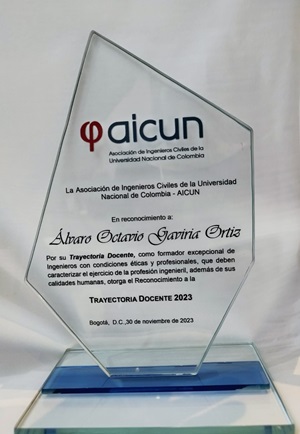 φaicun
Asociación de Ingenieros Civiles de la
Universidad Nacional de Colombia
La Asociación de Ingenieros Civiles de la Universidad
Nacional de Colombia - AICUN
En reconocimiento a:
Álvaro Octavio Gaviria Ortiz
Por su Trayectoria Docente, como formador excepcional de
Ingenieros con condiciones éticas y profesionales, que deben
caracterizar el ejercicio de la profesión ingenieril, además de sus
calidades humanas, otorga el Reconocimiento a la
TRAYECTORIA DOCENTE 2023
Bogotá, D.C.,30 de noviembre de 2023